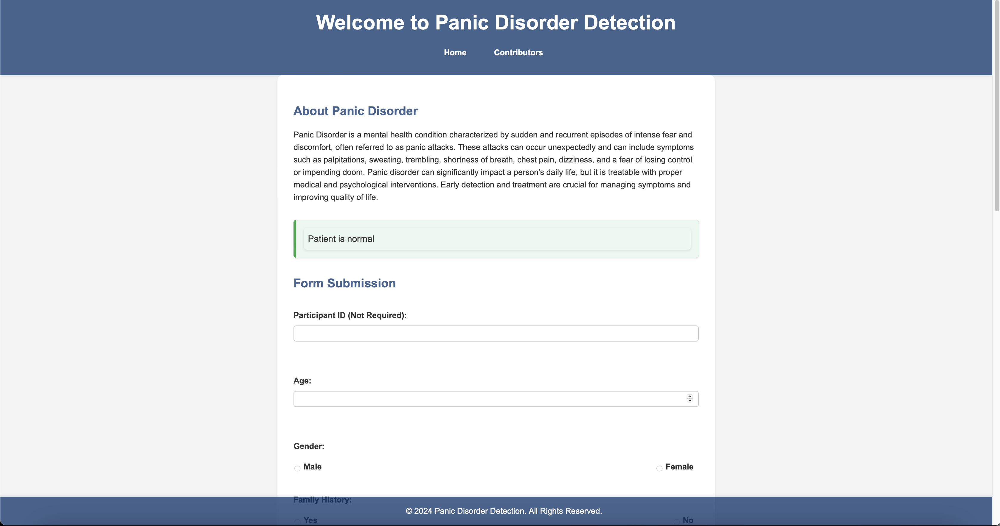 Welcome to Panic Disorder Detection
Home Contributors
About Panic Disorder
Panic Disorder is a mental health condition characterized by sudden and recurrent episodes of intense fear and
discomfort, often referred to as panic attacks. These attacks can occur unexpectedly and can include symptoms
such as palpitations, sweating, trembling, shortness of breath, chest pain, dizziness, and a fear of losing control
or impending doom. Panic disorder can significantly impact a person's daily life, but it is treatable with proper
medical and psychological interventions. Early detection and treatment are crucial for managing symptoms and
improving quality of life.
Patient is normal
Form Submission
Participant ID (Not Required):
Age:
Gender:
Male Female
Family History:
© 2024 Panic Disorder Detection. All Rights Reserved.
Yes No